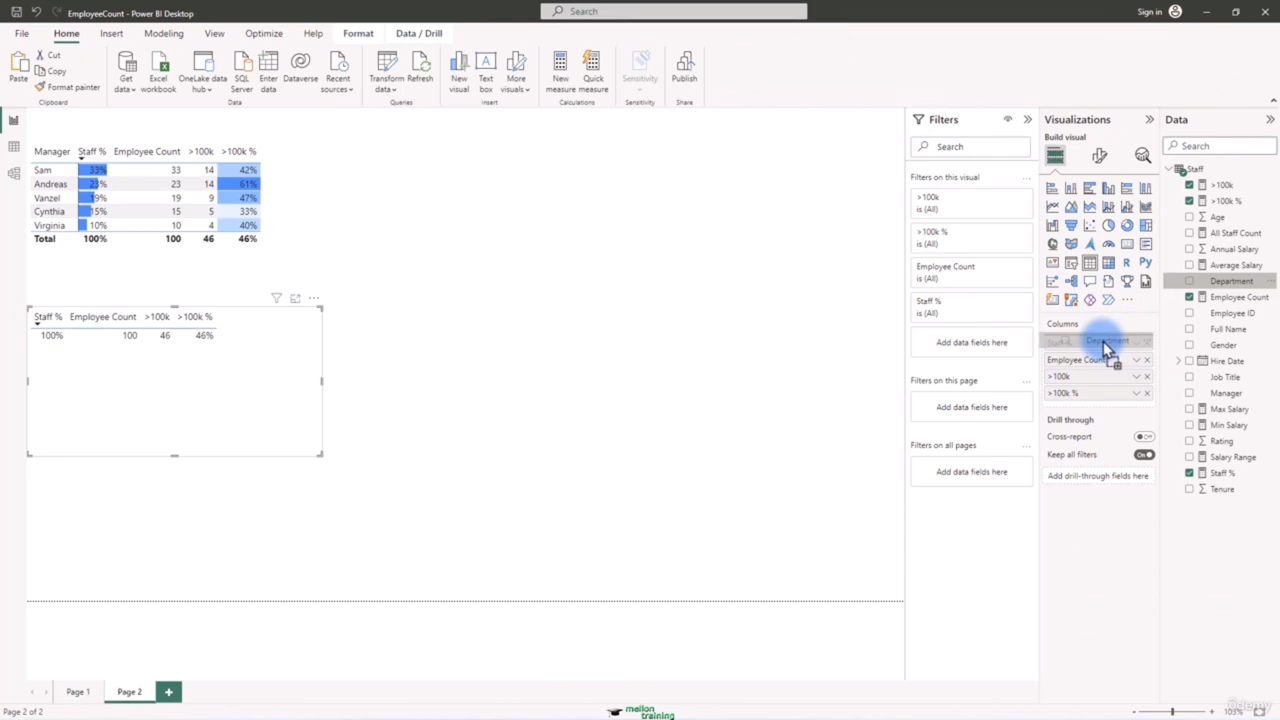 EmployeeCount - Power BI Desktop
Search
Sign in
File Home Insert Modeling View Optimize Help Format Data / Drill
Paste
Cut
Copy
Format painter
Clipboard
Get data
Excel workbook
OneLake data hub
SQL Server
Enter data
Dataverse
Recent sources
Data
Transform data
Refresh
Queries
New visual
Text box
More visuals
Insert
New measure
Quick measure
Calculations
Sensitivity
Sensitivity
Publish
Share
Manager Staff % Employee Count >100k >100k %
Sam 33% 33 14 42%
Andreas 23% 23 14 61%
Vanzel 19% 19 9 47%
Cynthia 15% 15 5 33%
Virginia 10% 10 4 40%
Total 100% 100 46 46%
Staff % Employee Count >100k >100k %
100% 100 46 46%
Filters
Search
Filters on this visual
>100k
is (All)
>100k %
is (All)
Employee Count
is (All)
Staff %
is (All)
Add data fields here
Filters on this page
Add data fields here
Filters on all pages
Add data fields here
Visualizations
Build visual
R
Py
Columns
Staff %
Department
Employee Count
>100k
>100k %
Drill through
Cross-report
Off
Keep all filters
On
Add drill-through fields here
Data
Search
Staff
>100k
>100k %
Age
All Staff Count
Annual Salary
Average Salary
Department
Employee Count
Employee ID
Full Name
Gender
Hire Date
Job Title
Manager
Max Salary
Min Salary
Rating
Salary Range
Staff %
Tenure
Page 1
Page 2
Page 2 of 2
mellon
training
103%
ûdemy